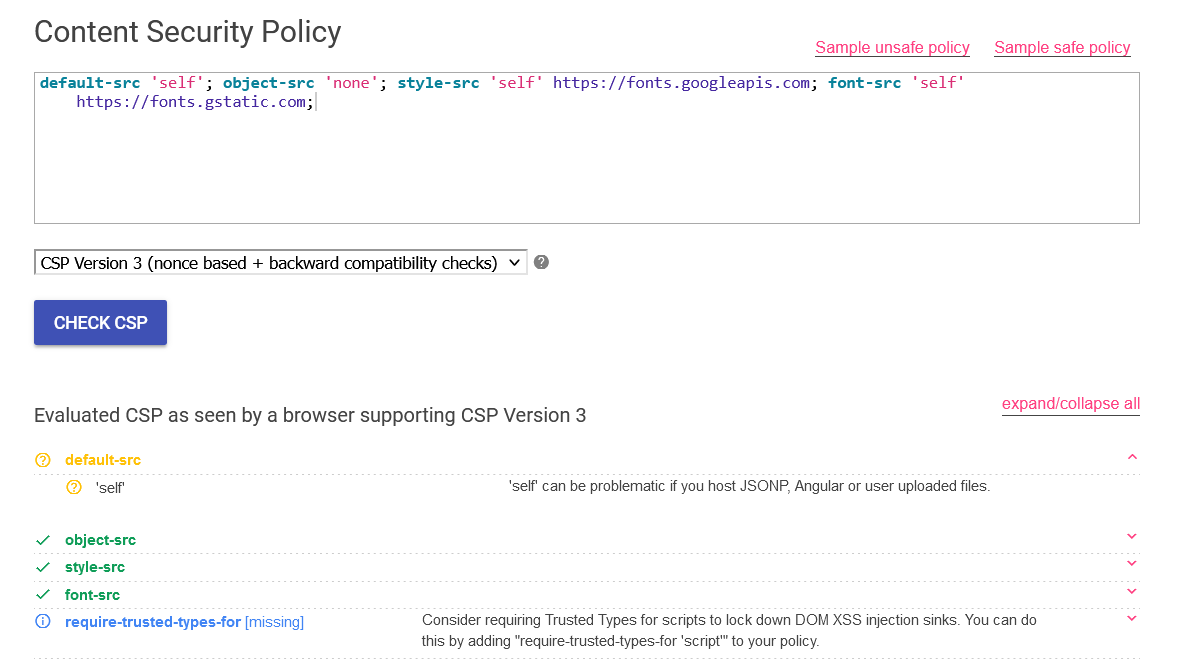 Content Security Policy
Sample unsafe policy Sample safe policy
default-src 'self'; object-src 'none'; style-src 'self' https://fonts.googleapis.com; font-src 'self'
https://fonts.gstatic.com;
CSP Version 3 (nonce based + backward compatibility checks)
CHECK CSP
expand/collapse all
Evaluated CSP as seen by a browser supporting CSP Version 3
default-src
'self' 'self' can be problematic if you host JSONP, Angular or user uploaded files.
object-src
style-src
font-src
require-trusted-types-for [missing] Consider requiring Trusted Types for scripts to lock down DOM XSS injection sinks. You can do
this by adding "require-trusted-types-for 'script'" to your policy.